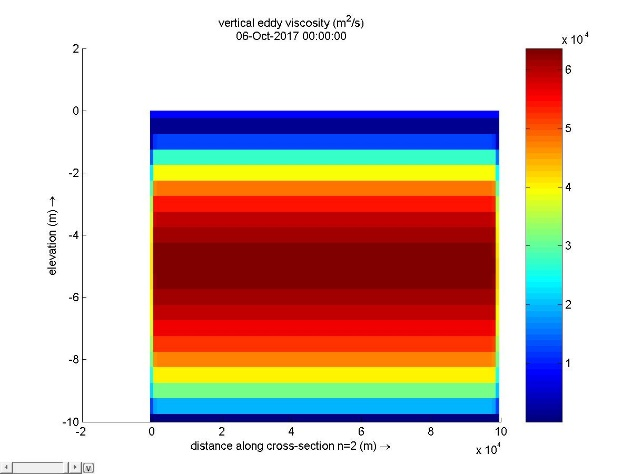 vertical eddy viscosity (m²/s)
06-Oct-2017 00:00:00
x 10⁴
2
0
-2
-4
-6
-8
-10
elevation (m) →
-2
0
2
4
6
8
10
distance along cross-section n=2 (m) →
x 10⁴
6
5
4
3
2
1
v